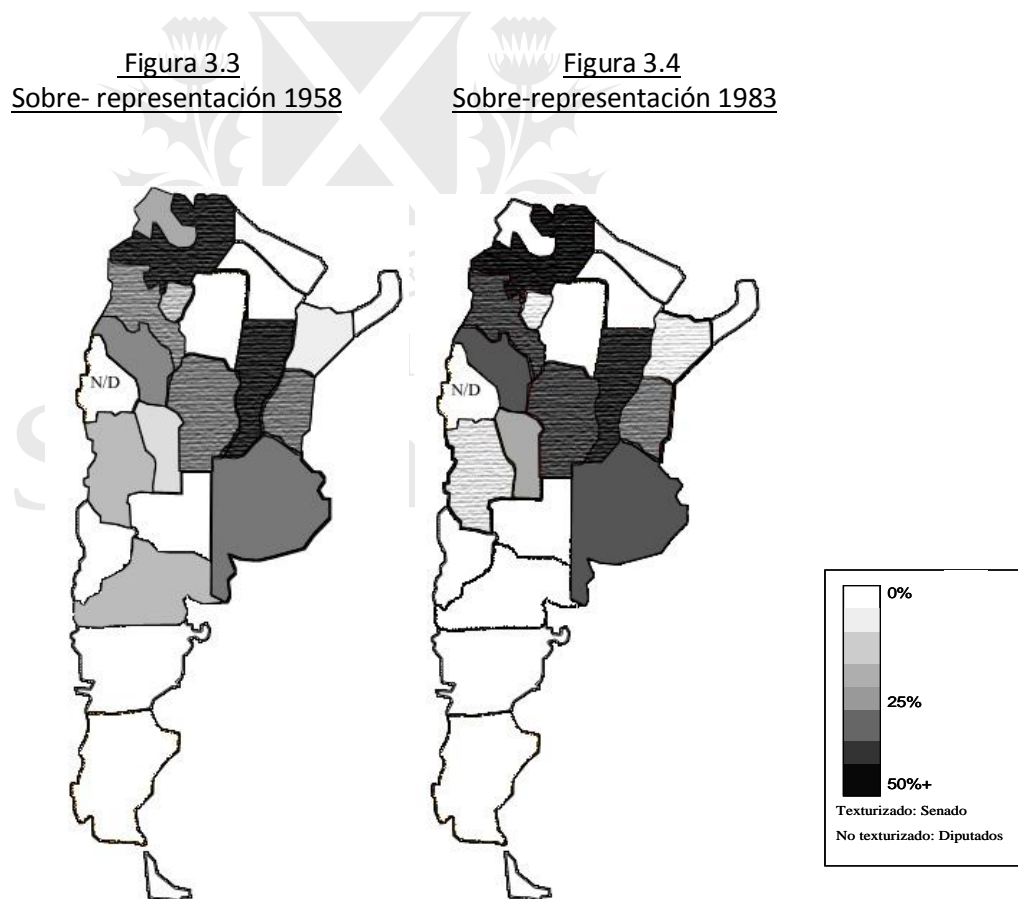 Figura 3.3
Sobre- representación 1958
Figura 3.4
Sobre-representación 1983
N/D
N/D
0%
25%
50%+
Texturizado: Senado
No texturizado: Diputados